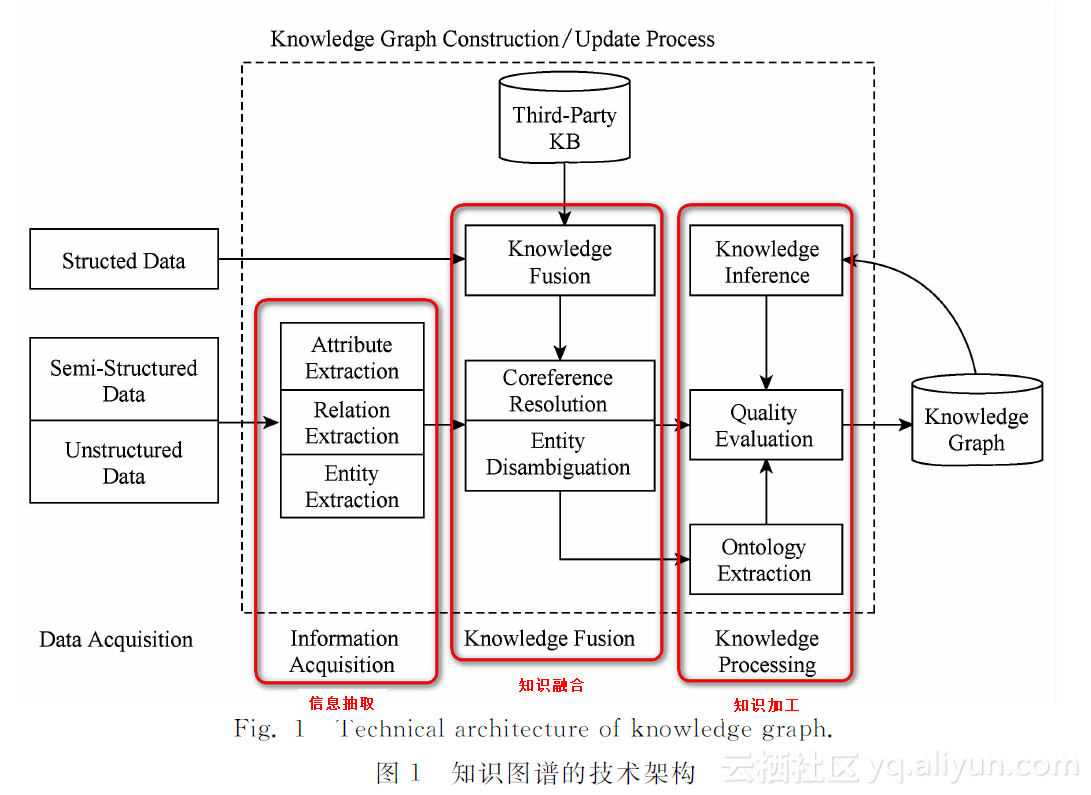 Knowledge Graph Construction/Update Process
Third-Party
KB
Structed Data
Knowledge
Fusion
Knowledge
Inference
Semi-Structured
Data
Unstructured
Data
Attribute
Extraction
Relation
Extraction
Entity
Extraction
Coreference
Resolution
Entity
Disambiguation
Quality
Evaluation
Ontology
Extraction
Knowledge
Graph
Data Acquisition
Information
Acquisition
Knowledge Fusion
Knowledge
Processing
信息抽取
知识融合
知识加工
Fig. 1 Technical architecture of knowledge graph.
图1 知识图谱的技术架构
云栖社区 yq.aliyun.com